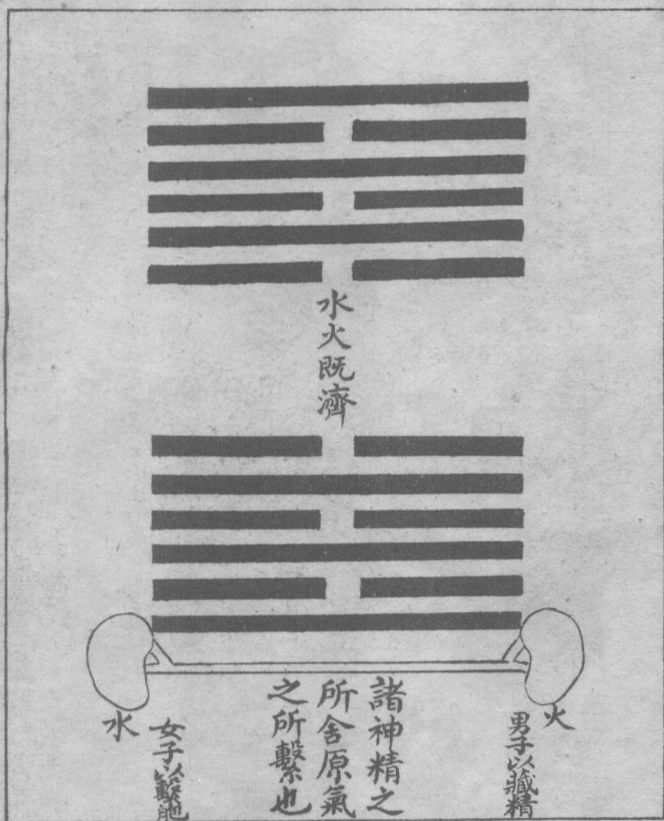 水火既濟
火
男子以藏精
諸神精之
所舍原氣
之所繫也
女子以繫胞
水